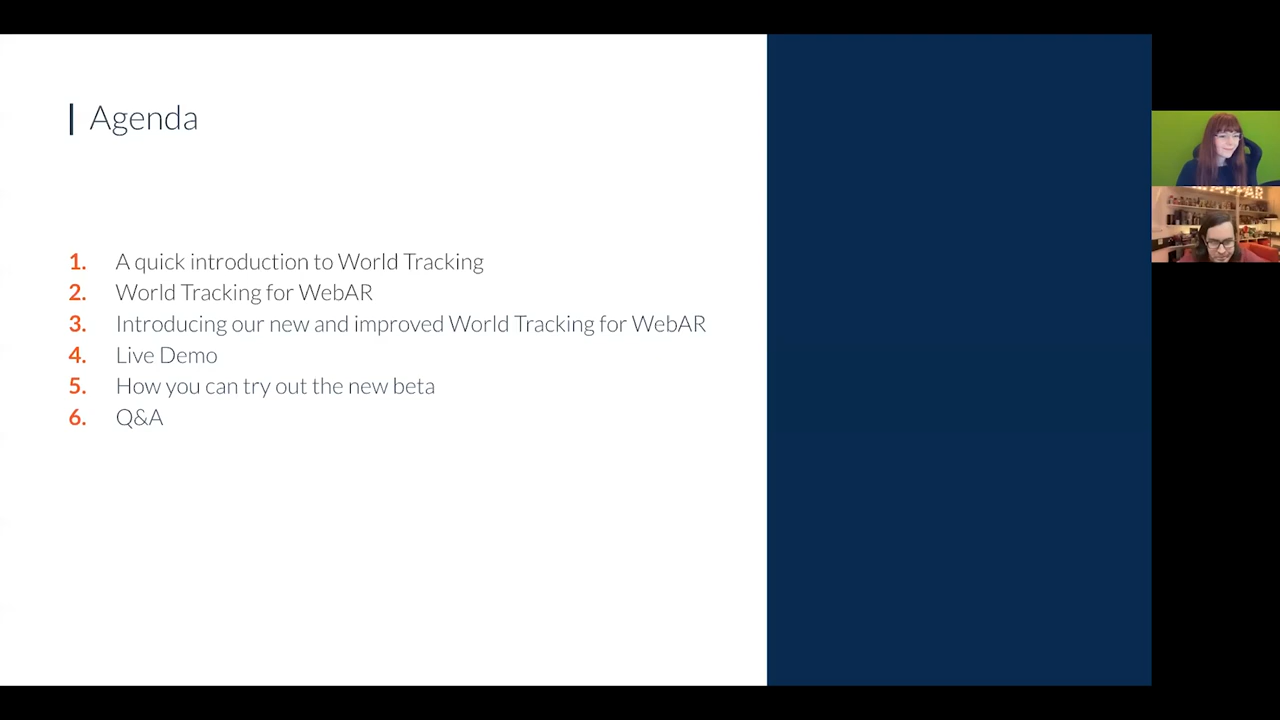 Agenda
1. A quick introduction to World Tracking
2. World Tracking for WebAR
3. Introducing our new and improved World Tracking for WebAR
4. Live Demo
5. How you can try out the new beta
6. Q&A